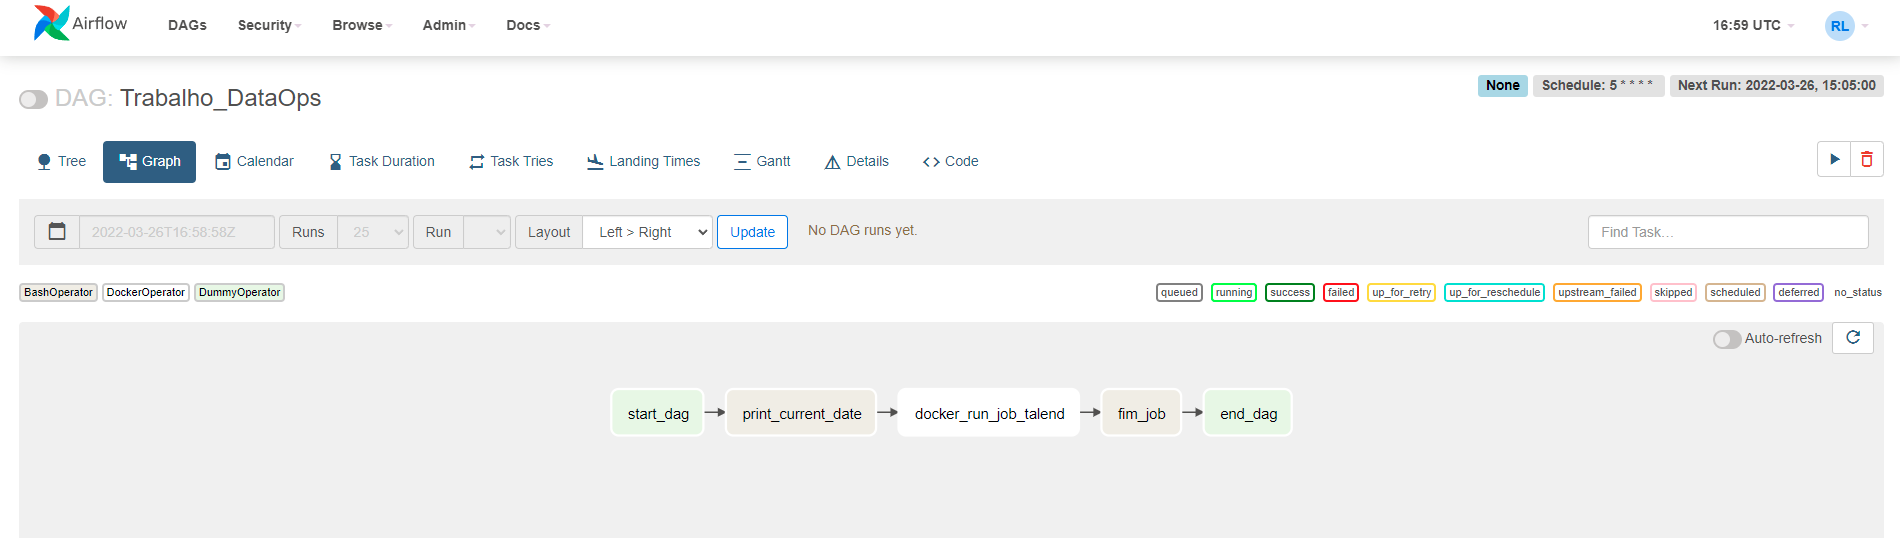 Airflow DAGs Security Browse Admin Docs 16:59 UTC RL
None Schedule: 5 * * * * Next Run: 2022-03-26, 15:05:00
DAG: Trabalho_DataOps
Tree Graph Calendar Task Duration Task Tries Landing Times Gantt Details Code
2022-03-26T16:58:58Z Runs 25 Run Layout Left > Right Update No DAG runs yet. Find Task...
BashOperator DockerOperator DummyOperator queued running success failed up_for_retry up_for_reschedule upstream_failed skipped scheduled deferred no_status
Auto-refresh
start_dag print_current_date docker_run_job_talend fim_job end_dag